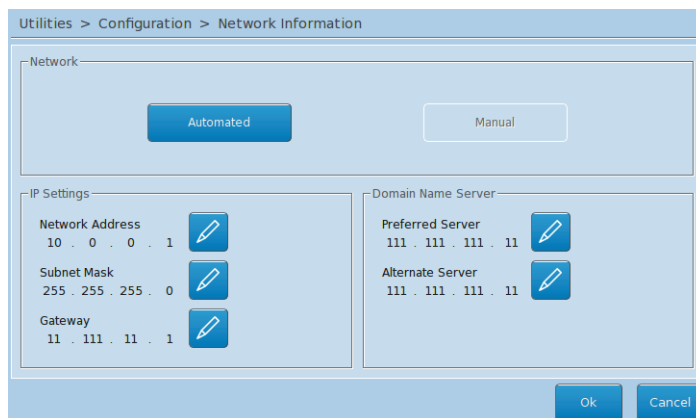 Utilities > Configuration > Network Information
Network
Automated
Manual
IP Settings
Network Address
10 . 0 . 0 . 1
Subnet Mask
255 . 255 . 255 . 0
Gateway
11 . 111 . 11 . 1
Domain Name Server
Preferred Server
111 . 111 . 111 . 11
Alternate Server
111 . 111 . 111 . 11
Ok
Cancel